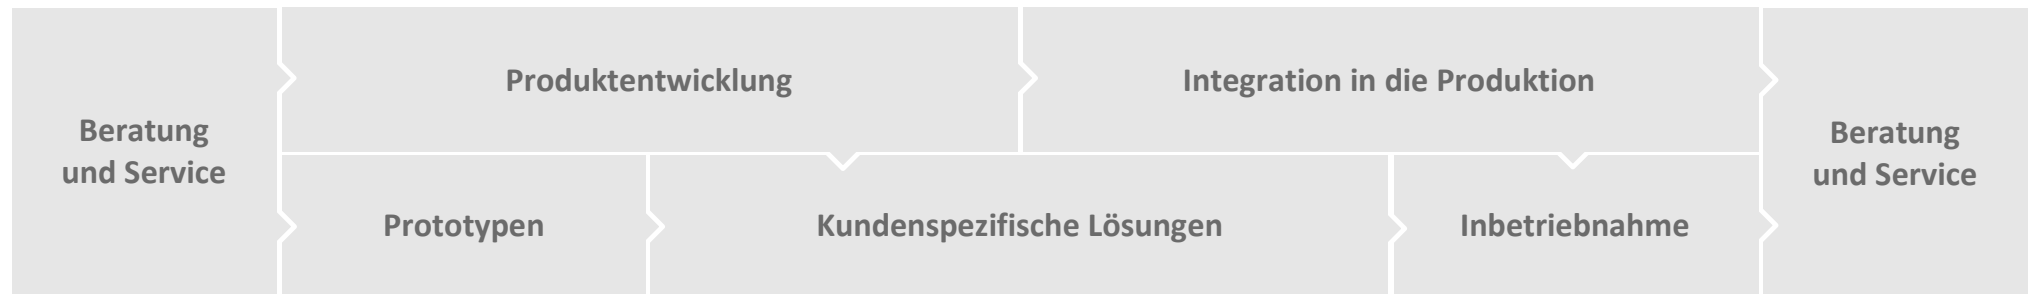 Beratung
und Service
Produktentwicklung
Integration in die Produktion
Prototypen
Kundenspezifische Lösungen
Inbetriebnahme
Beratung
und Service